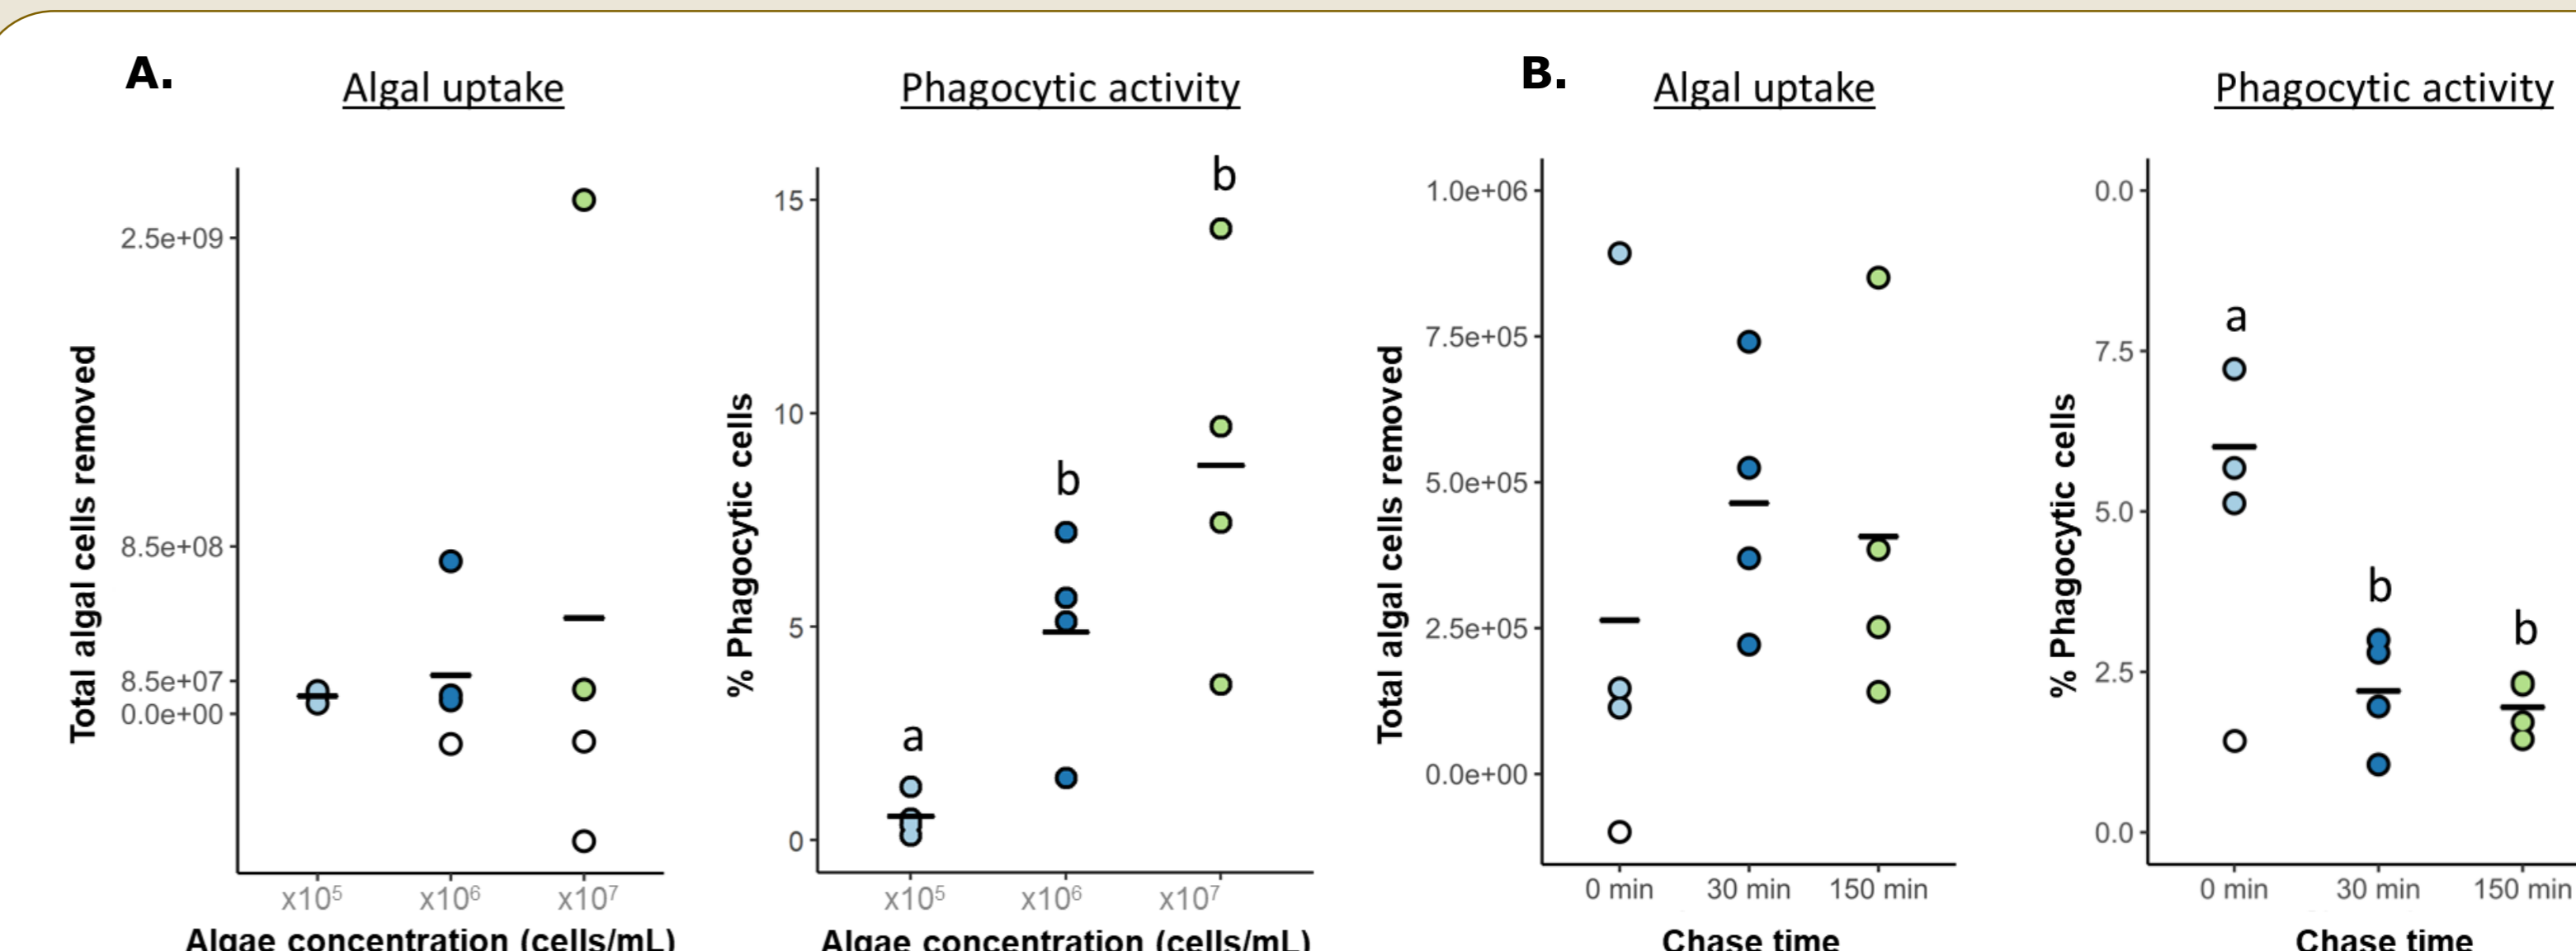 A.
Algal uptake
Total algal cells removed
2.5e+09
8.5e+08
8.5e+07
0.0e+00
x10⁵ x10⁶ x10⁷
Algae concentration (cells/mL)
Phagocytic activity
% Phagocytic cells
15
10
5
0
a
b
b
x10⁵ x10⁶ x10⁷
Algae concentration (cells/mL)
B.
Algal uptake
Total algal cells removed
1.0e+06
7.5e+05
5.0e+05
2.5e+05
0.0e+00
0 min 30 min 150 min
Chase time
Phagocytic activity
% Phagocytic cells
0.0
7.5
5.0
2.5
0.0
a
b
b
0 min 30 min 150 min
Chase time